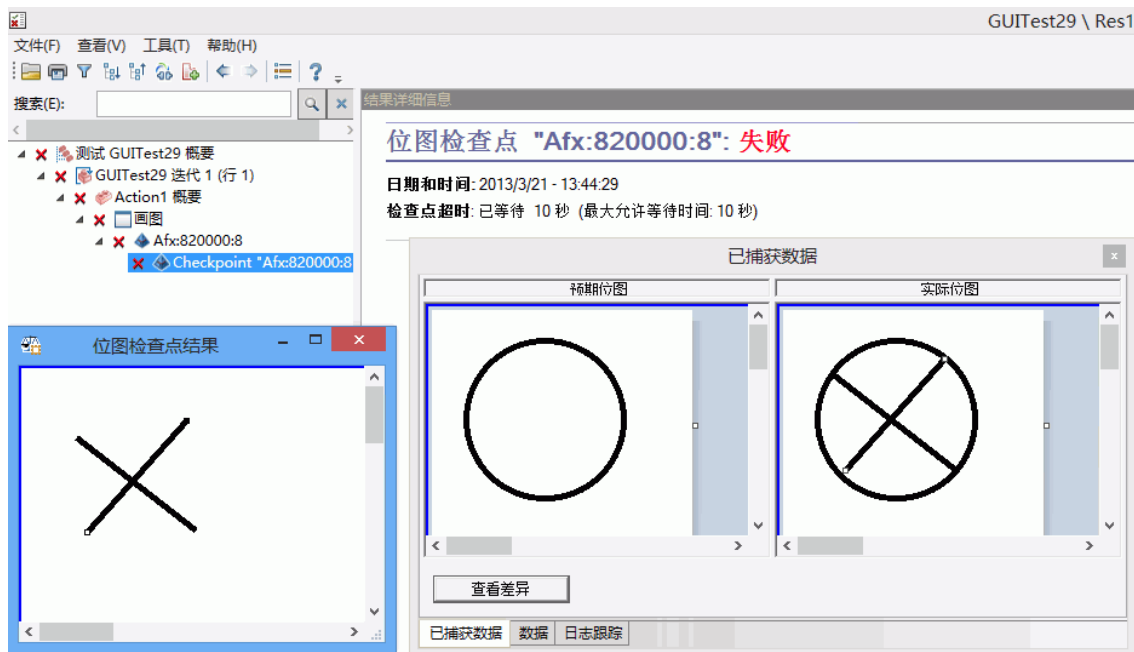 GUITest29 \ Res1
文件(F) 查看(V) 工具(T) 帮助(H)
搜索(E):
测试 GUITest29 概要
GUITest29 迭代 1 (行 1)
Action1 概要
画图
Afx:820000:8
Checkpoint "Afx:820000:8
结果详细信息
位图检查点 "Afx:820000:8": 失败
日期和时间: 2013/3/21 - 13:44:29
检查点超时: 已等待 10 秒 (最大允许等待时间: 10 秒)
已捕获数据
预期位图
实际位图
查看差异
已捕获数据 数据 日志跟踪
位图检查点结果